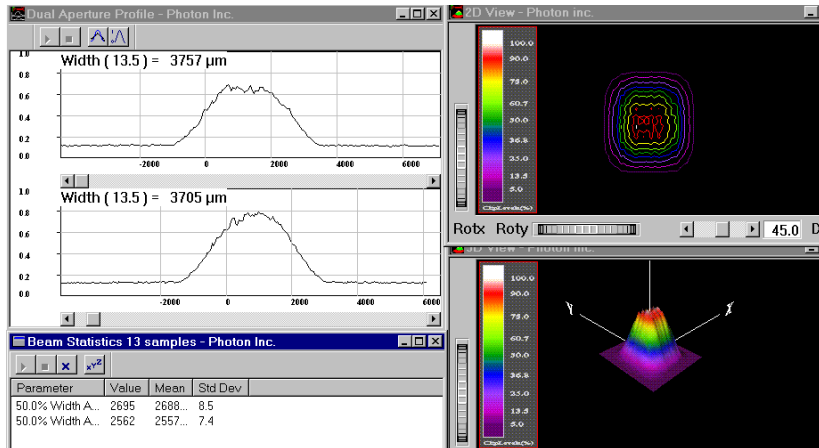 Dual Aperture Profile - Photon Inc.
Width ( 13.5 ) = 3757 µm
1.0
0.8
0.6
0.4
0.2
0.0
-2000 0 2000 4000 6000
Width ( 13.5 ) = 3705 µm
1.0
0.8
0.6
0.4
0.2
0.0
-2000 0 2000 4000 6000
Beam Statistics 13 samples - Photon Inc.
Parameter Value Mean Std Dev
50.0% Width A... 2695 2688... 8.5
50.0% Width A... 2562 2557... 7.4
2D View - Photon inc.
100.0
90.0
75.0
60.7
50.0
36.8
25.0
13.5
5.0
ClipLevels(%)
Rotx Roty 45.0 D
3D View - Photon inc.
100.0
90.0
75.0
60.7
50.0
36.8
25.0
13.5
5.0
ClipLevels(%)
Y
X